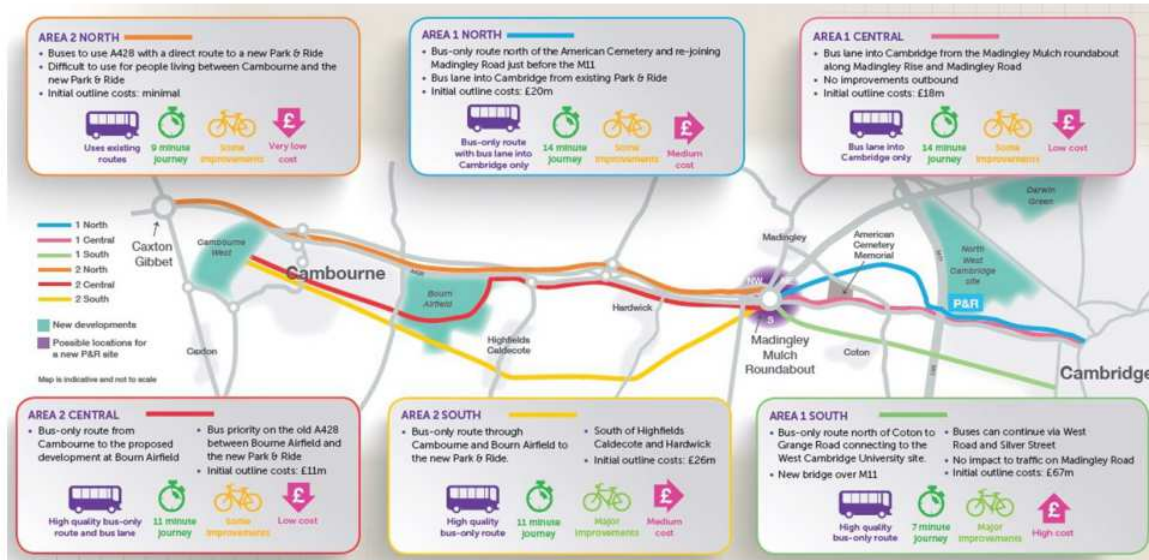 AREA 2 NORTH
• Buses to use A428 with a direct route to a new Park & Ride
• Difficult to use for people living between Cambourne and the
new Park & Ride
• Initial outline costs: minimal
Uses existing
routes
9 minute
journey
Some
improvements
£
Very low
cost
AREA 1 NORTH
• Bus-only route north of the American Cemetery and re-joining
Madingley Road just before the M11
• Bus lane into Cambridge from existing Park & Ride
• Initial outline costs: £20m
Bus-only route
with bus lane into
Cambridge only
14 minute
journey
Some
improvements
£
Medium
cost
AREA 1 CENTRAL
• Bus lane into Cambridge from the Madingley Mulch roundabout
along Madingley Rise and Madingley Road
• No improvements outbound
• Initial outline costs: £18m
Bus lane into
Cambridge only
14 minute
journey
Some
improvements
£
Low cost
1 North
1 Central
1 South
2 North
2 Central
2 South
New developments
Possible locations for
a new P&R site
Map is indicative and not to scale
Caxton
Gibbet
Cambourne
West
Cambourne
Caxton
A428
Bourn
Airfield
Highfields
Caldecote
Hardwick
Madingley
NW
S
Madingley
Mulch
Roundabout
American
Cemetery
Memorial
Coton
M11
P&R
North
West
Cambridge
site
Darwin
Green
Cambridge
AREA 2 CENTRAL
• Bus-only route from
Cambourne to the proposed
development at Bourn Airfield
• Bus priority on the old A428
between Bourne Airfield and
the new Park & Ride
• Initial outline costs: £11m
High quality bus-only
route and bus lane
11 minute
journey
Some
improvements
£
Low cost
AREA 2 SOUTH
• Bus-only route through
Cambourne and Bourn Airfield to
the new Park & Ride.
• South of Highfields
Caldecote and Hardwick
• Initial outline costs: £26m
High quality
bus-only route
11 minute
journey
Major
improvements
£
Medium
cost
AREA 1 SOUTH
• Bus-only route north of Coton to
Grange Road connecting to the
West Cambridge University site.
• New bridge over M11
• Buses can continue via West
Road and Silver Street
• No impact to traffic on Madingley Road
• Initial outline costs: £67m
High quality
bus-only route
7 minute
journey
Major
improvements
£
High cost